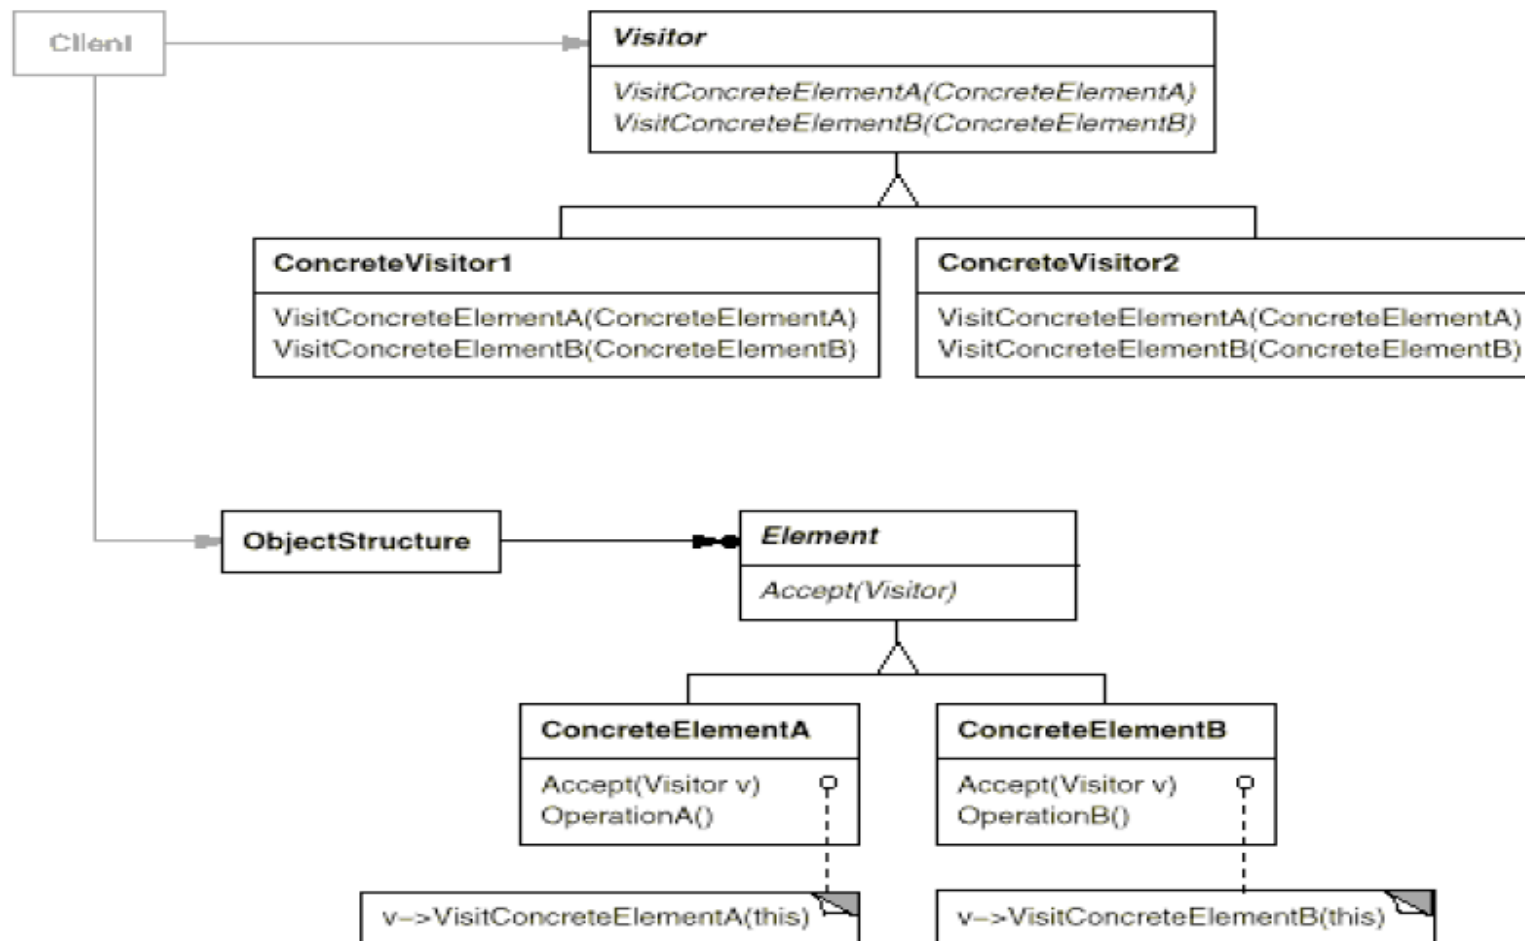 Client
Visitor
VisitConcreteElementA(ConcreteElementA)
VisitConcreteElementB(ConcreteElementB)
ConcreteVisitor1
VisitConcreteElementA(ConcreteElementA)
VisitConcreteElementB(ConcreteElementB)
ConcreteVisitor2
VisitConcreteElementA(ConcreteElementA)
VisitConcreteElementB(ConcreteElementB)
ObjectStructure
Element
Accept(Visitor)
ConcreteElementA
Accept(Visitor v)
OperationA()
ConcreteElementB
Accept(Visitor v)
OperationB()
v–>VisitConcreteElementA(this)
v–>VisitConcreteElementB(this)